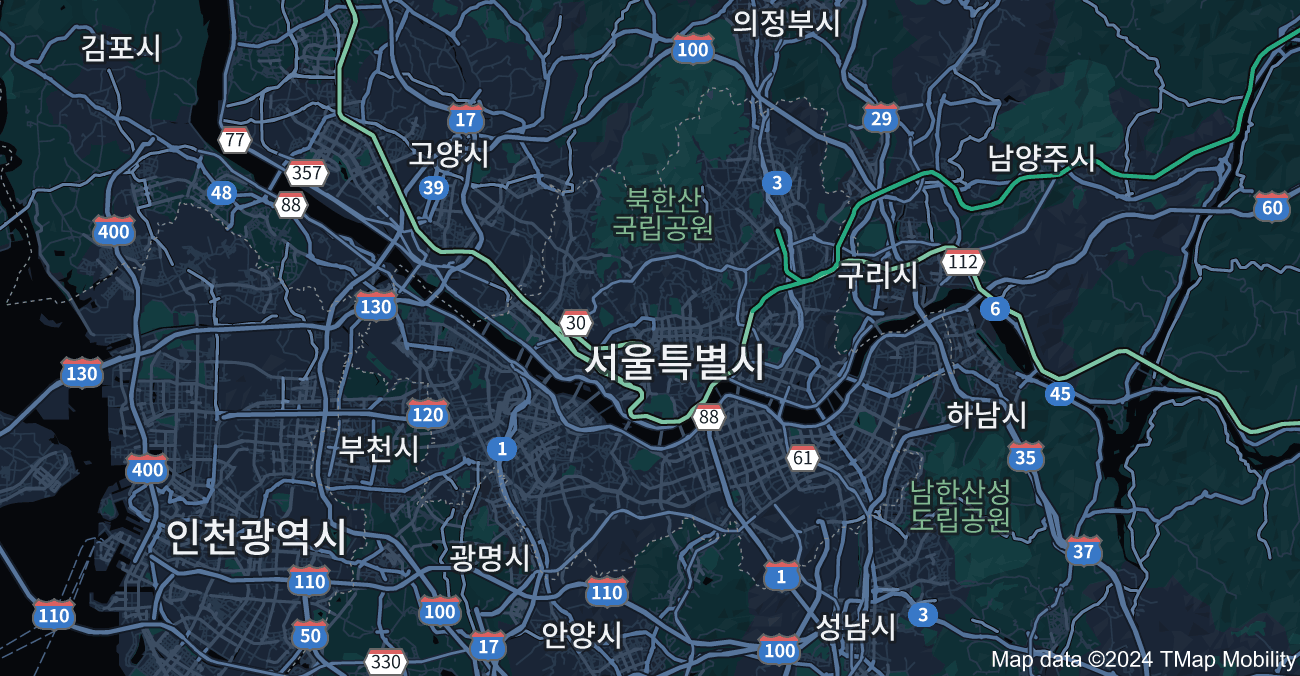 의정부시
김포시
100
17
29
77
고양시
남양주시
357
3
39
48
88
북한산
국립공원
60
400
구리시
112
130
6
30
서울특별시
130
45
120
88
하남시
부천시
1
61
35
400
남한산성
도립공원
인천광역시
광명시
37
1
110
110
100
110
3
성남시
50
안양시
17
100
330
Map data ©2024 TMap Mobility